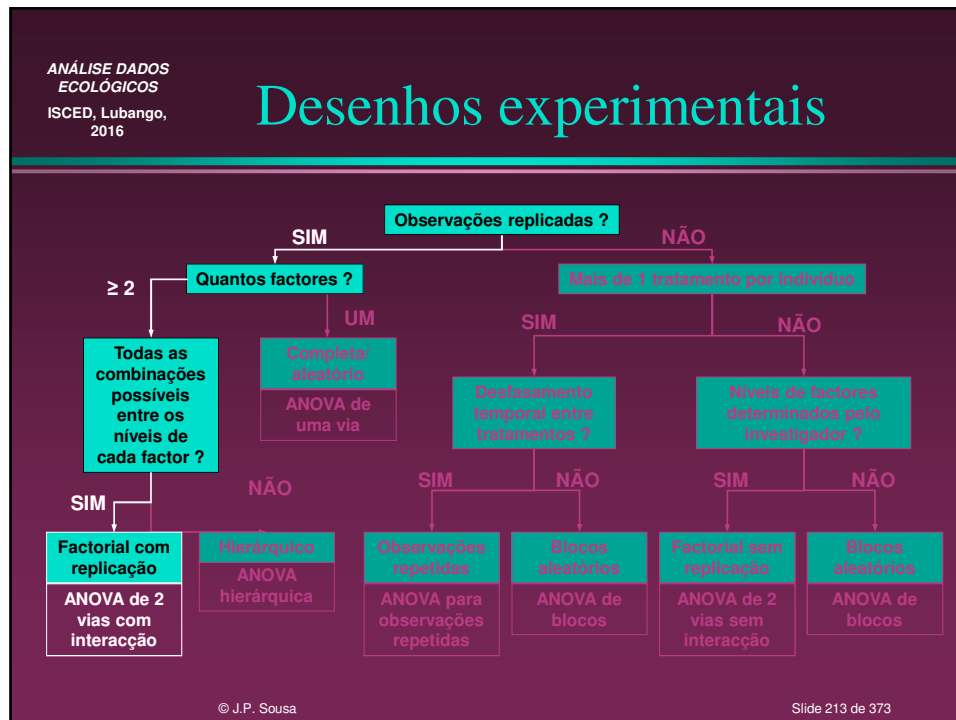 ANÁLISE DADOS
ECOLÓGICOS
ISCED, Lubango,
2016
Desenhos experimentais
Observações replicadas ?
SIM
NÃO
Quantos factores ?
Mais de 1 tratamento por indivíduo
≥ 2
UM
SIM
NÃO
Todas as
combinações
possíveis
entre os
níveis de
cada factor ?
Completa/
aleatório
ANOVA de
uma via
Desfasamento
temporal entre
tratamentos ?
Níveis de factores
determinados pelo
investigador ?
SIM
NÃO
SIM
NÃO
SIM
NÃO
Factorial com
replicação
ANOVA de 2
vias com
interacção
Hierárquico
ANOVA
hierárquica
Observações
repetidas
ANOVA para
observações
repetidas
Blocos
aleatórios
ANOVA de
blocos
Factorial sem
replicação
ANOVA de 2
vias sem
interacção
Blocos
aleatórios
ANOVA de
blocos
© J.P. Sousa
Slide 213 de 373